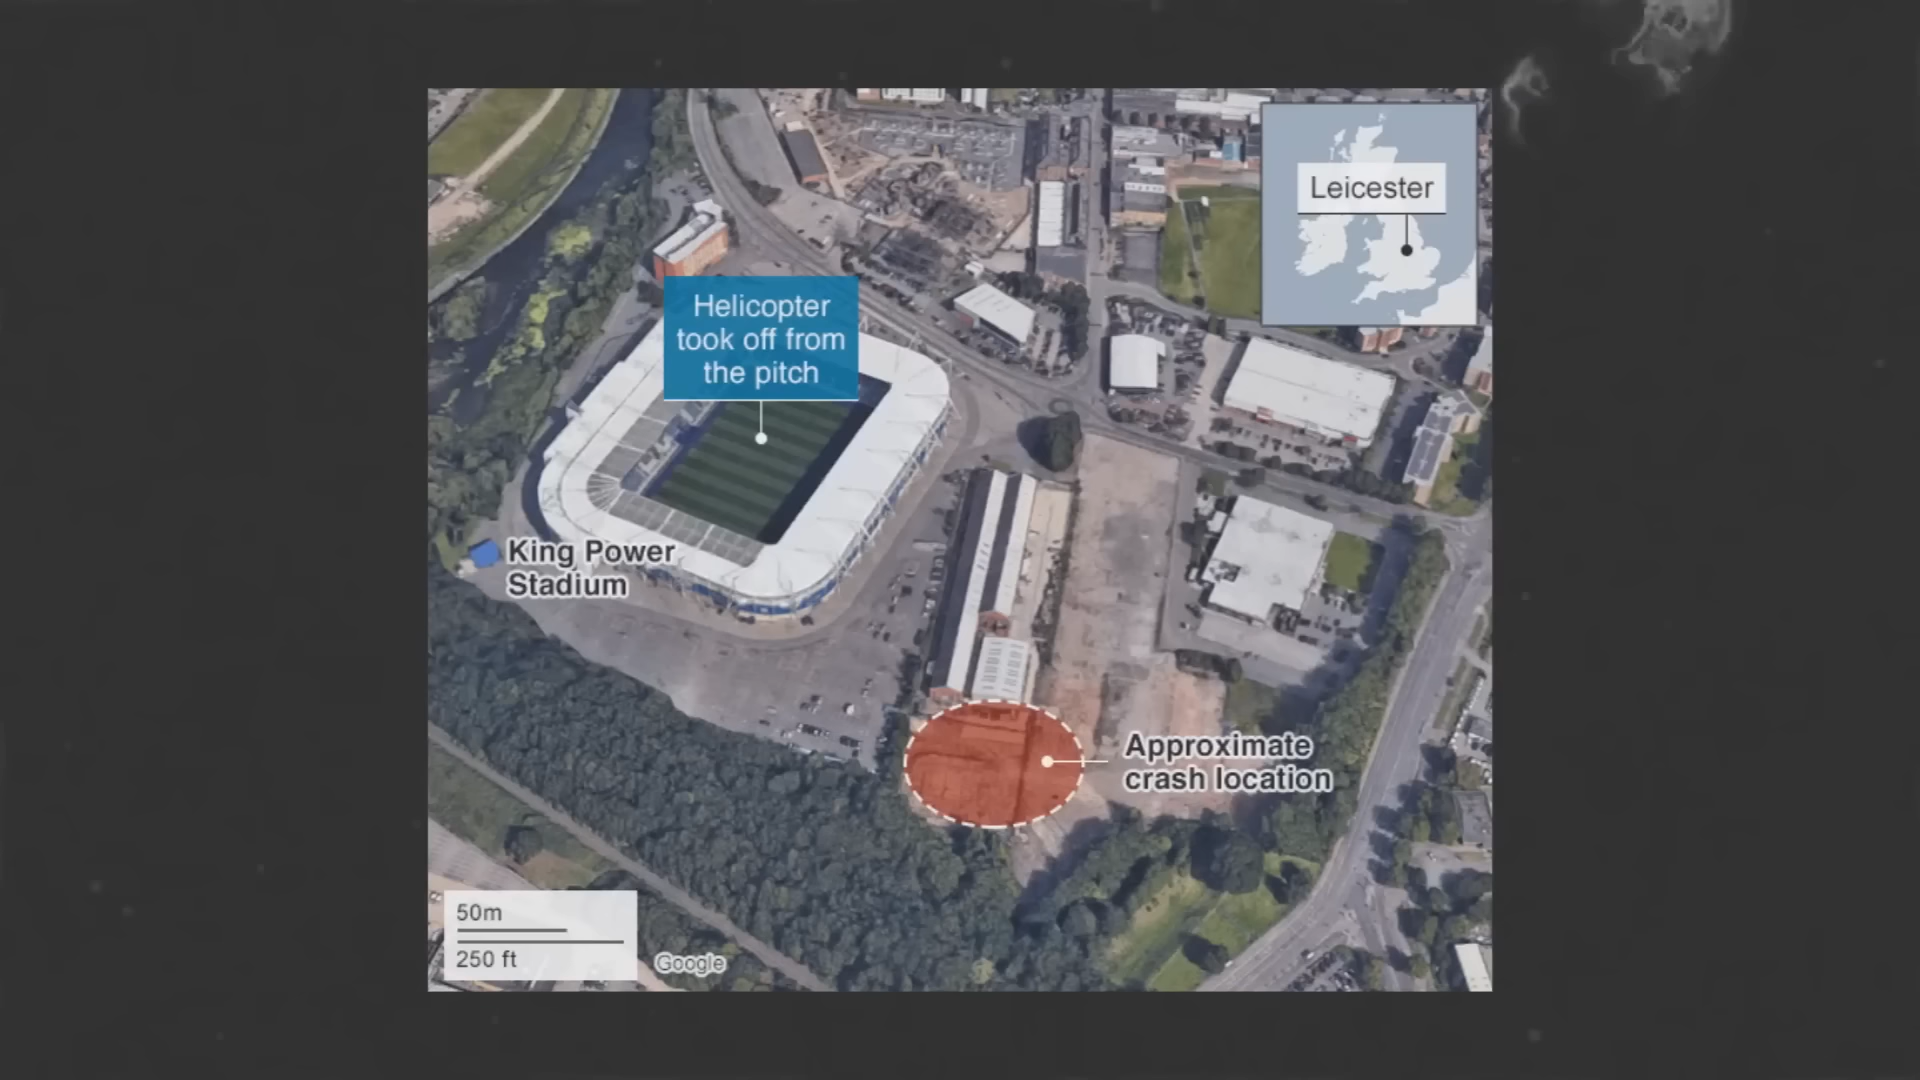 Leicester
Helicopter
took off from
the pitch
King Power
Stadium
Approximate
crash location
50m
250 ft
Google